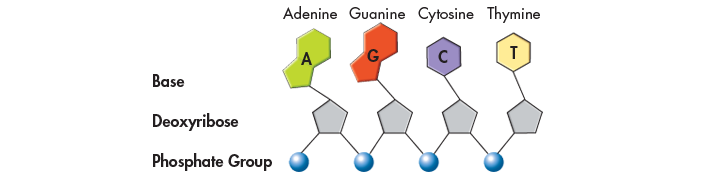 Adenine Guanine Cytosine Thymine
A G C T
Base
Deoxyribose
Phosphate Group